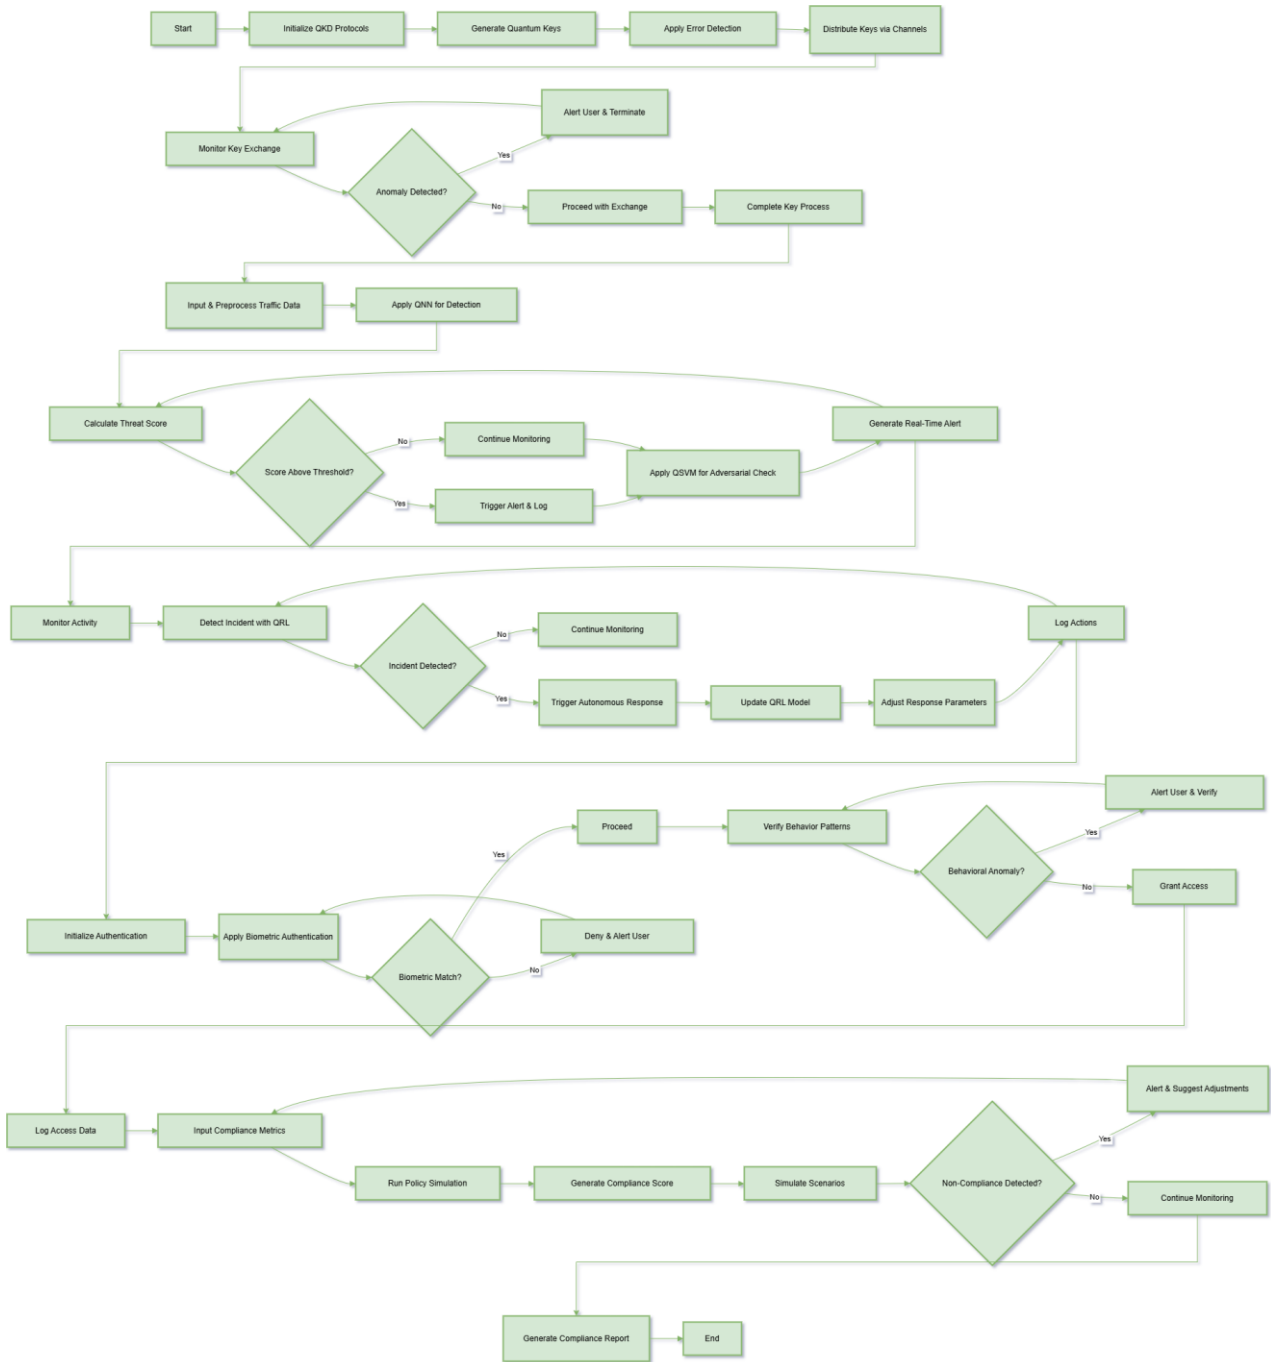 Start
Initialize QKD Protocols
Generate Quantum Keys
Apply Error Detection
Distribute Keys via Channels
Alert User & Terminate
Monitor Key Exchange
Yes
Anomaly Detected?
No
Proceed with Exchange
Complete Key Process
Input & Preprocess Traffic Data
Apply QNN for Detection
Calculate Threat Score
Generate Real-Time Alert
No
Continue Monitoring
Score Above Threshold?
Apply QSVM for Adversarial Check
Yes
Trigger Alert & Log
Monitor Activity
Detect Incident with QRL
No
Continue Monitoring
Log Actions
Incident Detected?
Yes
Trigger Autonomous Response
Update QRL Model
Adjust Response Parameters
Alert User & Verify
Proceed
Verify Behavior Patterns
Yes
Yes
Behavioral Anomaly?
No
Grant Access
Initialize Authentication
Apply Biometric Authentication
Deny & Alert User
Biometric Match?
No
Alert & Suggest Adjustments
Log Access Data
Input Compliance Metrics
Yes
Run Policy Simulation
Generate Compliance Score
Simulate Scenarios
Non-Compliance Detected?
No
Continue Monitoring
Generate Compliance Report
End